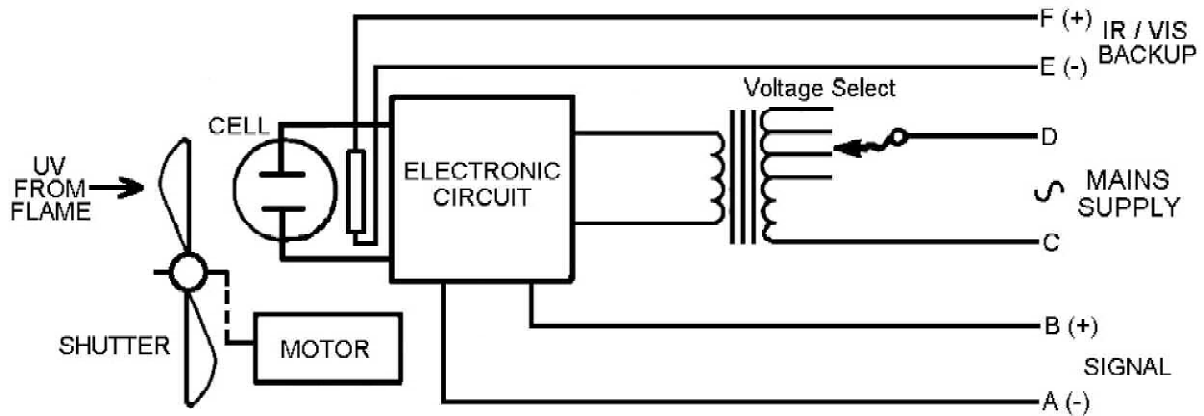 F (+)
IR / VIS
BACKUP
E (-)
Voltage Select
CELL
D
UV
FROM
FLAME
ELECTRONIC
CIRCUIT
MAINS
SUPPLY
C
SHUTTER
MOTOR
B (+)
SIGNAL
A (-)